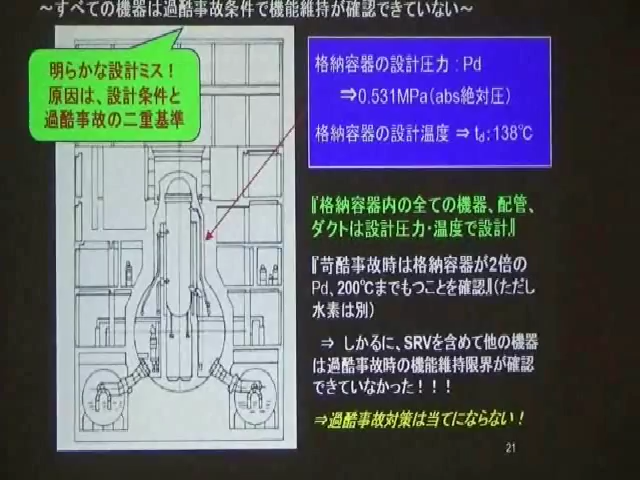 ～すべての機器は過酷事故条件で機能維持が確認できていない～
明らかな設計ミス！
原因は、設計条件と
過酷事故の二重基準
格納容器の設計圧力：Pd
⇒0.531MPa（abs絶対圧）
格納容器の設計温度 ⇒ td：138℃
『格納容器内の全ての機器、配管、
ダクトは設計圧力・温度で設計』
『苛酷事故時は格納容器が2倍の
Pd、200℃までもつことを確認』（ただし
水素は別）
⇒ しかるに、SRVを含めて他の機器
は過酷事故時の機能維持限界が確認
できていなかった！！！
⇒過酷事故対策は当てにならない！
21